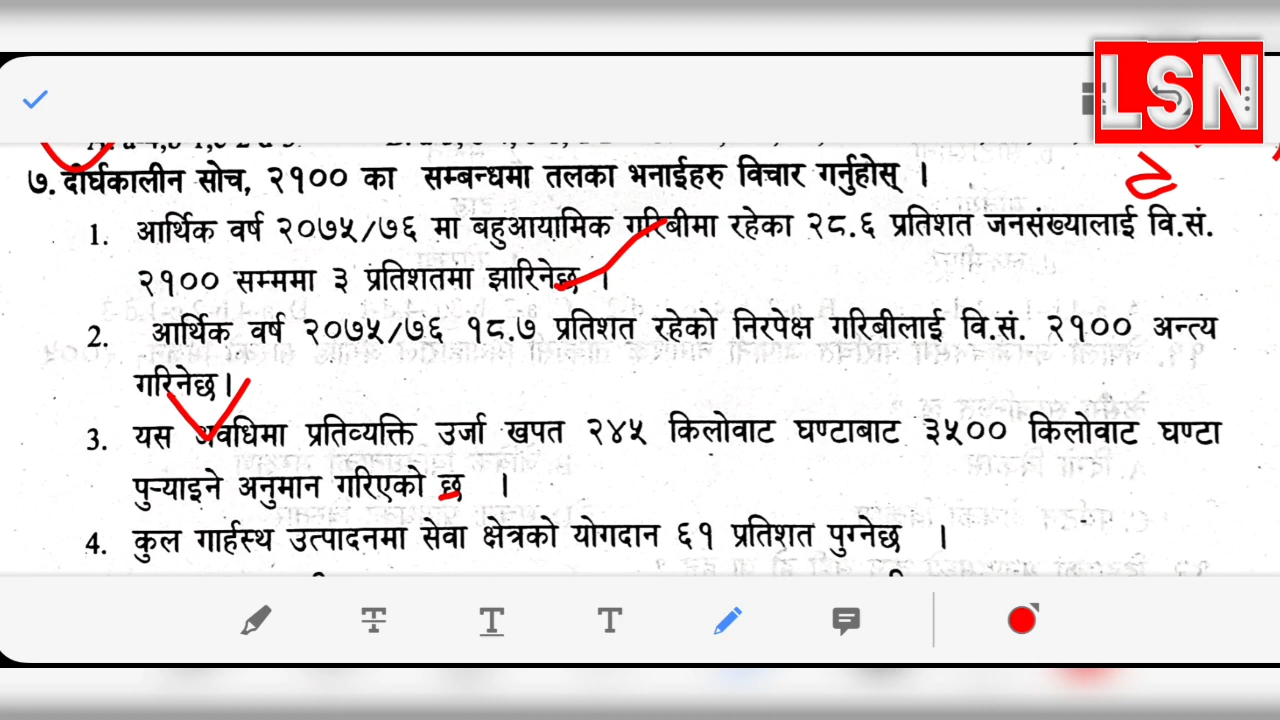 LSN
७. दीर्घकालीन सोच, २१०० का सम्बन्धमा तलका भनाईहरु विचार गर्नुहोस् ।
1. आर्थिक वर्ष २०७५/७६ मा बहुआयामिक गरिबीमा रहेका २८.६ प्रतिशत जनसंख्यालाई वि.सं.
२१०० सम्ममा ३ प्रतिशतमा झारिनेछ ।
2. आर्थिक वर्ष २०७५/७६ १८.७ प्रतिशत रहेको निरपेक्ष गरिबीलाई वि.सं. २१०० अन्त्य
गरिनेछ।
3. यस अवधिमा प्रतिव्यक्ति उर्जा खपत २४५ किलोवाट घण्टाबाट ३५०० किलोवाट घण्टा
पुऱ्याइने अनुमान गरिएको छ ।
4. कुल गार्हस्थ उत्पादनमा सेवा क्षेत्रको योगदान ६१ प्रतिशत पुग्नेछ ।